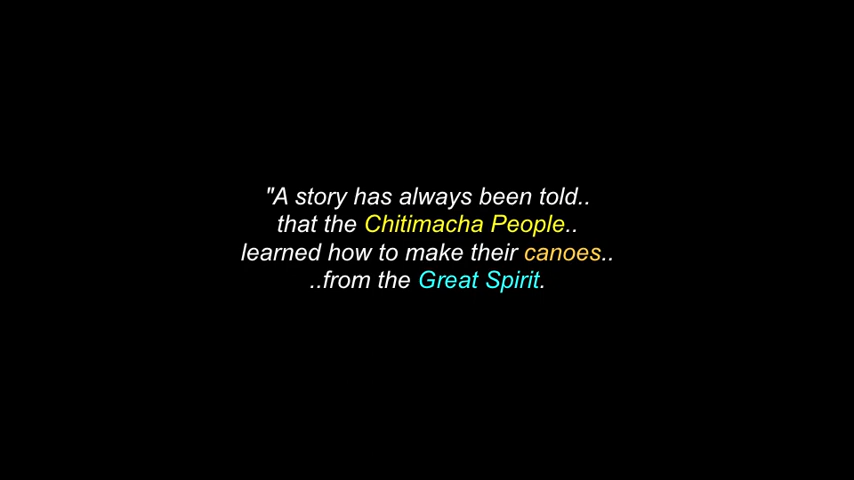 "A story has always been told..
that the Chitimacha People..
learned how to make their canoes..
..from the Great Spirit.